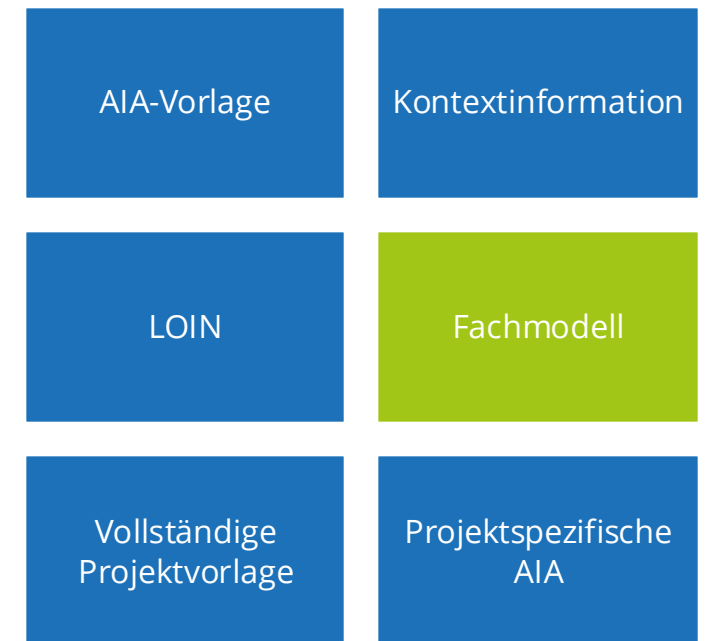 AIA-Vorlage
Kontextinformation
LOIN
Fachmodell
Vollständige
Projektvorlage
Projektspezifische
AIA